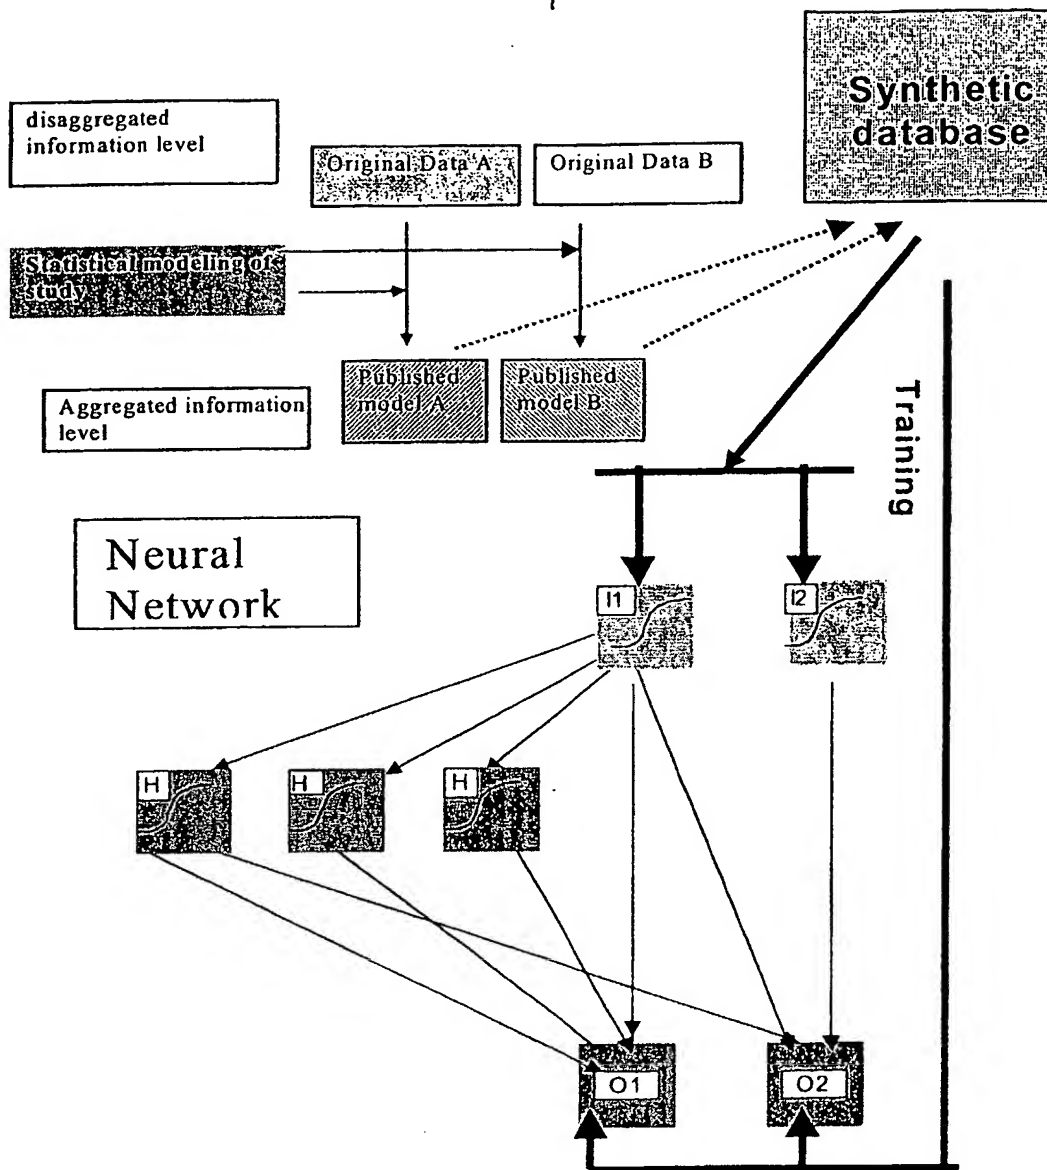 Synthetic
database
disaggregated
information level
Original Data A
Original Data B
Statistical modeling of
study
Published
model A
Published
model B
Aggregated information
level
Training
Neural
Network
I1
I2
H
H
H
O1
O2